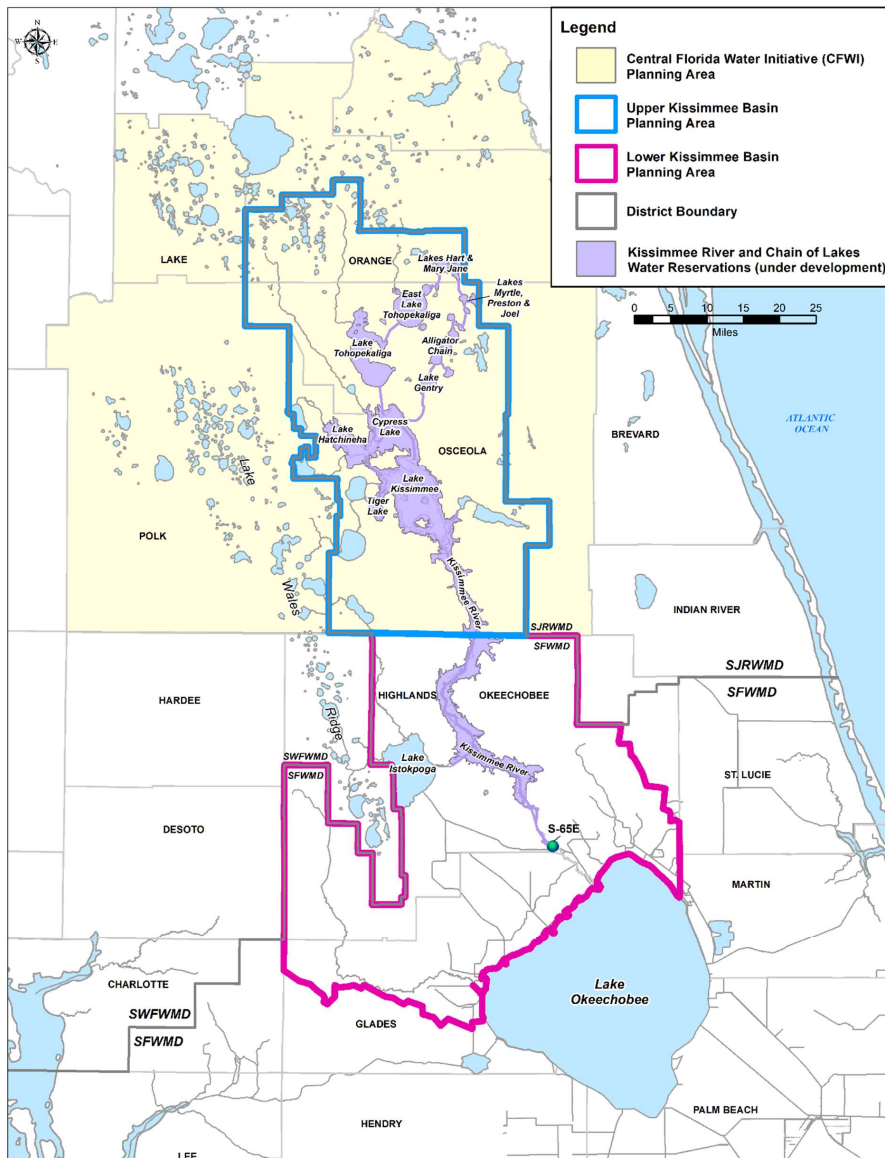 N
W E
S
Legend
Central Florida Water Initiative (CFWI)
Planning Area
Upper Kissimmee Basin
Planning Area
Lower Kissimmee Basin
Planning Area
District Boundary
Kissimmee River and Chain of Lakes
Water Reservations (under development)
0 5 10 15 20 25
Miles
LAKE
ORANGE
Lakes Hart &
Mary Jane
East
Lake
Tohopekaliga
Lakes
Myrtle,
Preston &
Joel
Lake
Tohopekaliga
Alligator
Chain
Lake
Gentry
Cypress
Lake
Lake
Hatchineha
OSCEOLA
BREVARD
ATLANTIC
OCEAN
Lake
Kissimmee
Tiger
Lake
POLK
Lake
Wales
Ridge
Kissimmee River
INDIAN RIVER
SJRWMD
SFWMD
SJRWMD
SFWMD
HARDEE
HIGHLANDS
OKEECHOBEE
Lake
Istokpoga
Kissimmee River
SWFWMD
SFWMD
ST. LUCIE
DESOTO
S-65E
MARTIN
CHARLOTTE
SWFWMD
SFWMD
Lake
Okeechobee
GLADES
PALM BEACH
HENDRY
LEE